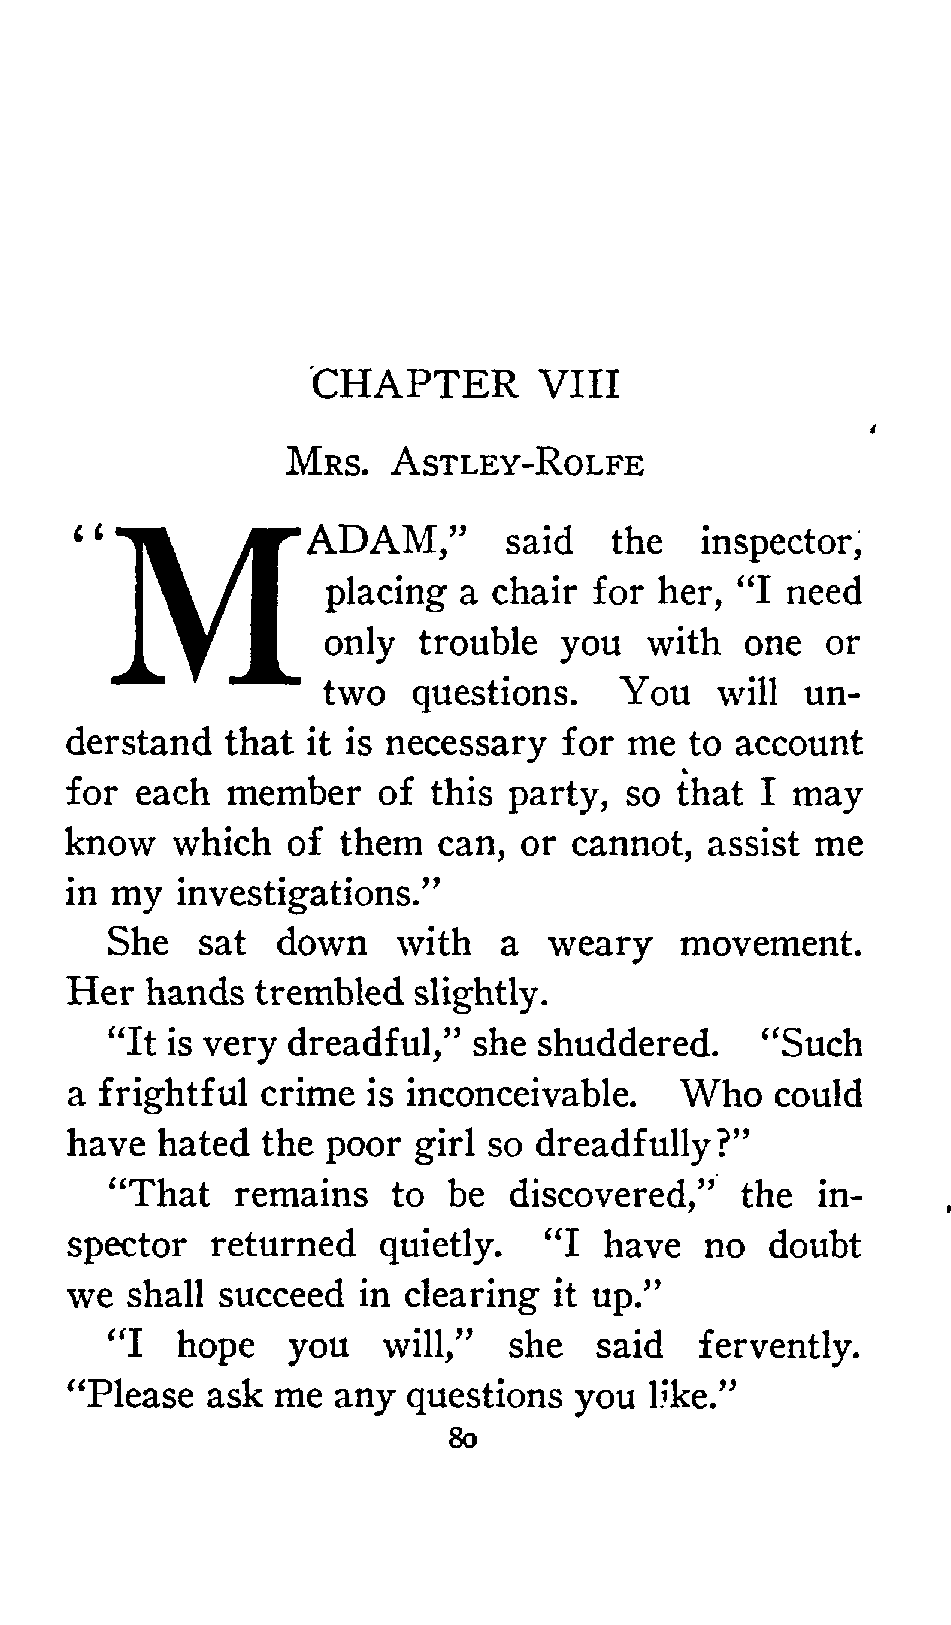 CHAPTER VIII
MRS. ASTLEY-ROLFE
“MADAM,” said the inspector,
placing a chair for her, “I need
only trouble you with one or
two questions. You will un-
derstand that it is necessary for me to account
for each member of this party, so that I may
know which of them can, or cannot, assist me
in my investigations.”
She sat down with a weary movement.
Her hands trembled slightly.
“It is very dreadful,” she shuddered. “Such
a frightful crime is inconceivable. Who could
have hated the poor girl so dreadfully?”
“That remains to be discovered,” the in-
spector returned quietly. “I have no doubt
we shall succeed in clearing it up.”
“I hope you will,” she said fervently.
“Please ask me any questions you like.”
80